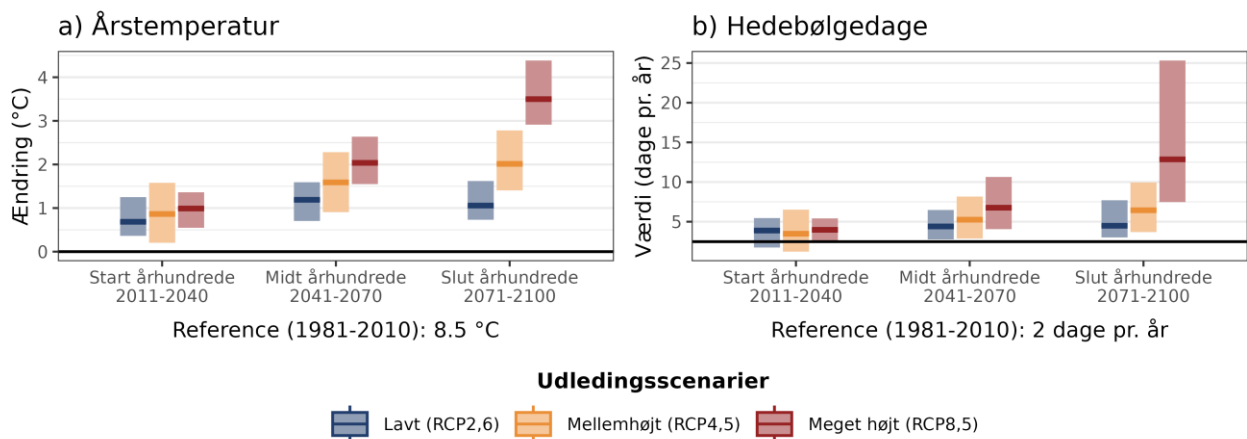 a) Årstemperatur
Ændring (°C)
4
3
2
1
0
Start århundrede
2011-2040
Midt århundrede
2041-2070
Slut århundrede
2071-2100
Reference (1981-2010): 8.5 °C
b) Hedebølgedage
Værdi (dage pr. år)
25
20
15
10
5
Start århundrede
2011-2040
Midt århundrede
2041-2070
Slut århundrede
2071-2100
Reference (1981-2010): 2 dage pr. år
Udledingsscenarier
Lavt (RCP2,6)
Mellemhøjt (RCP4,5)
Meget højt (RCP8,5)